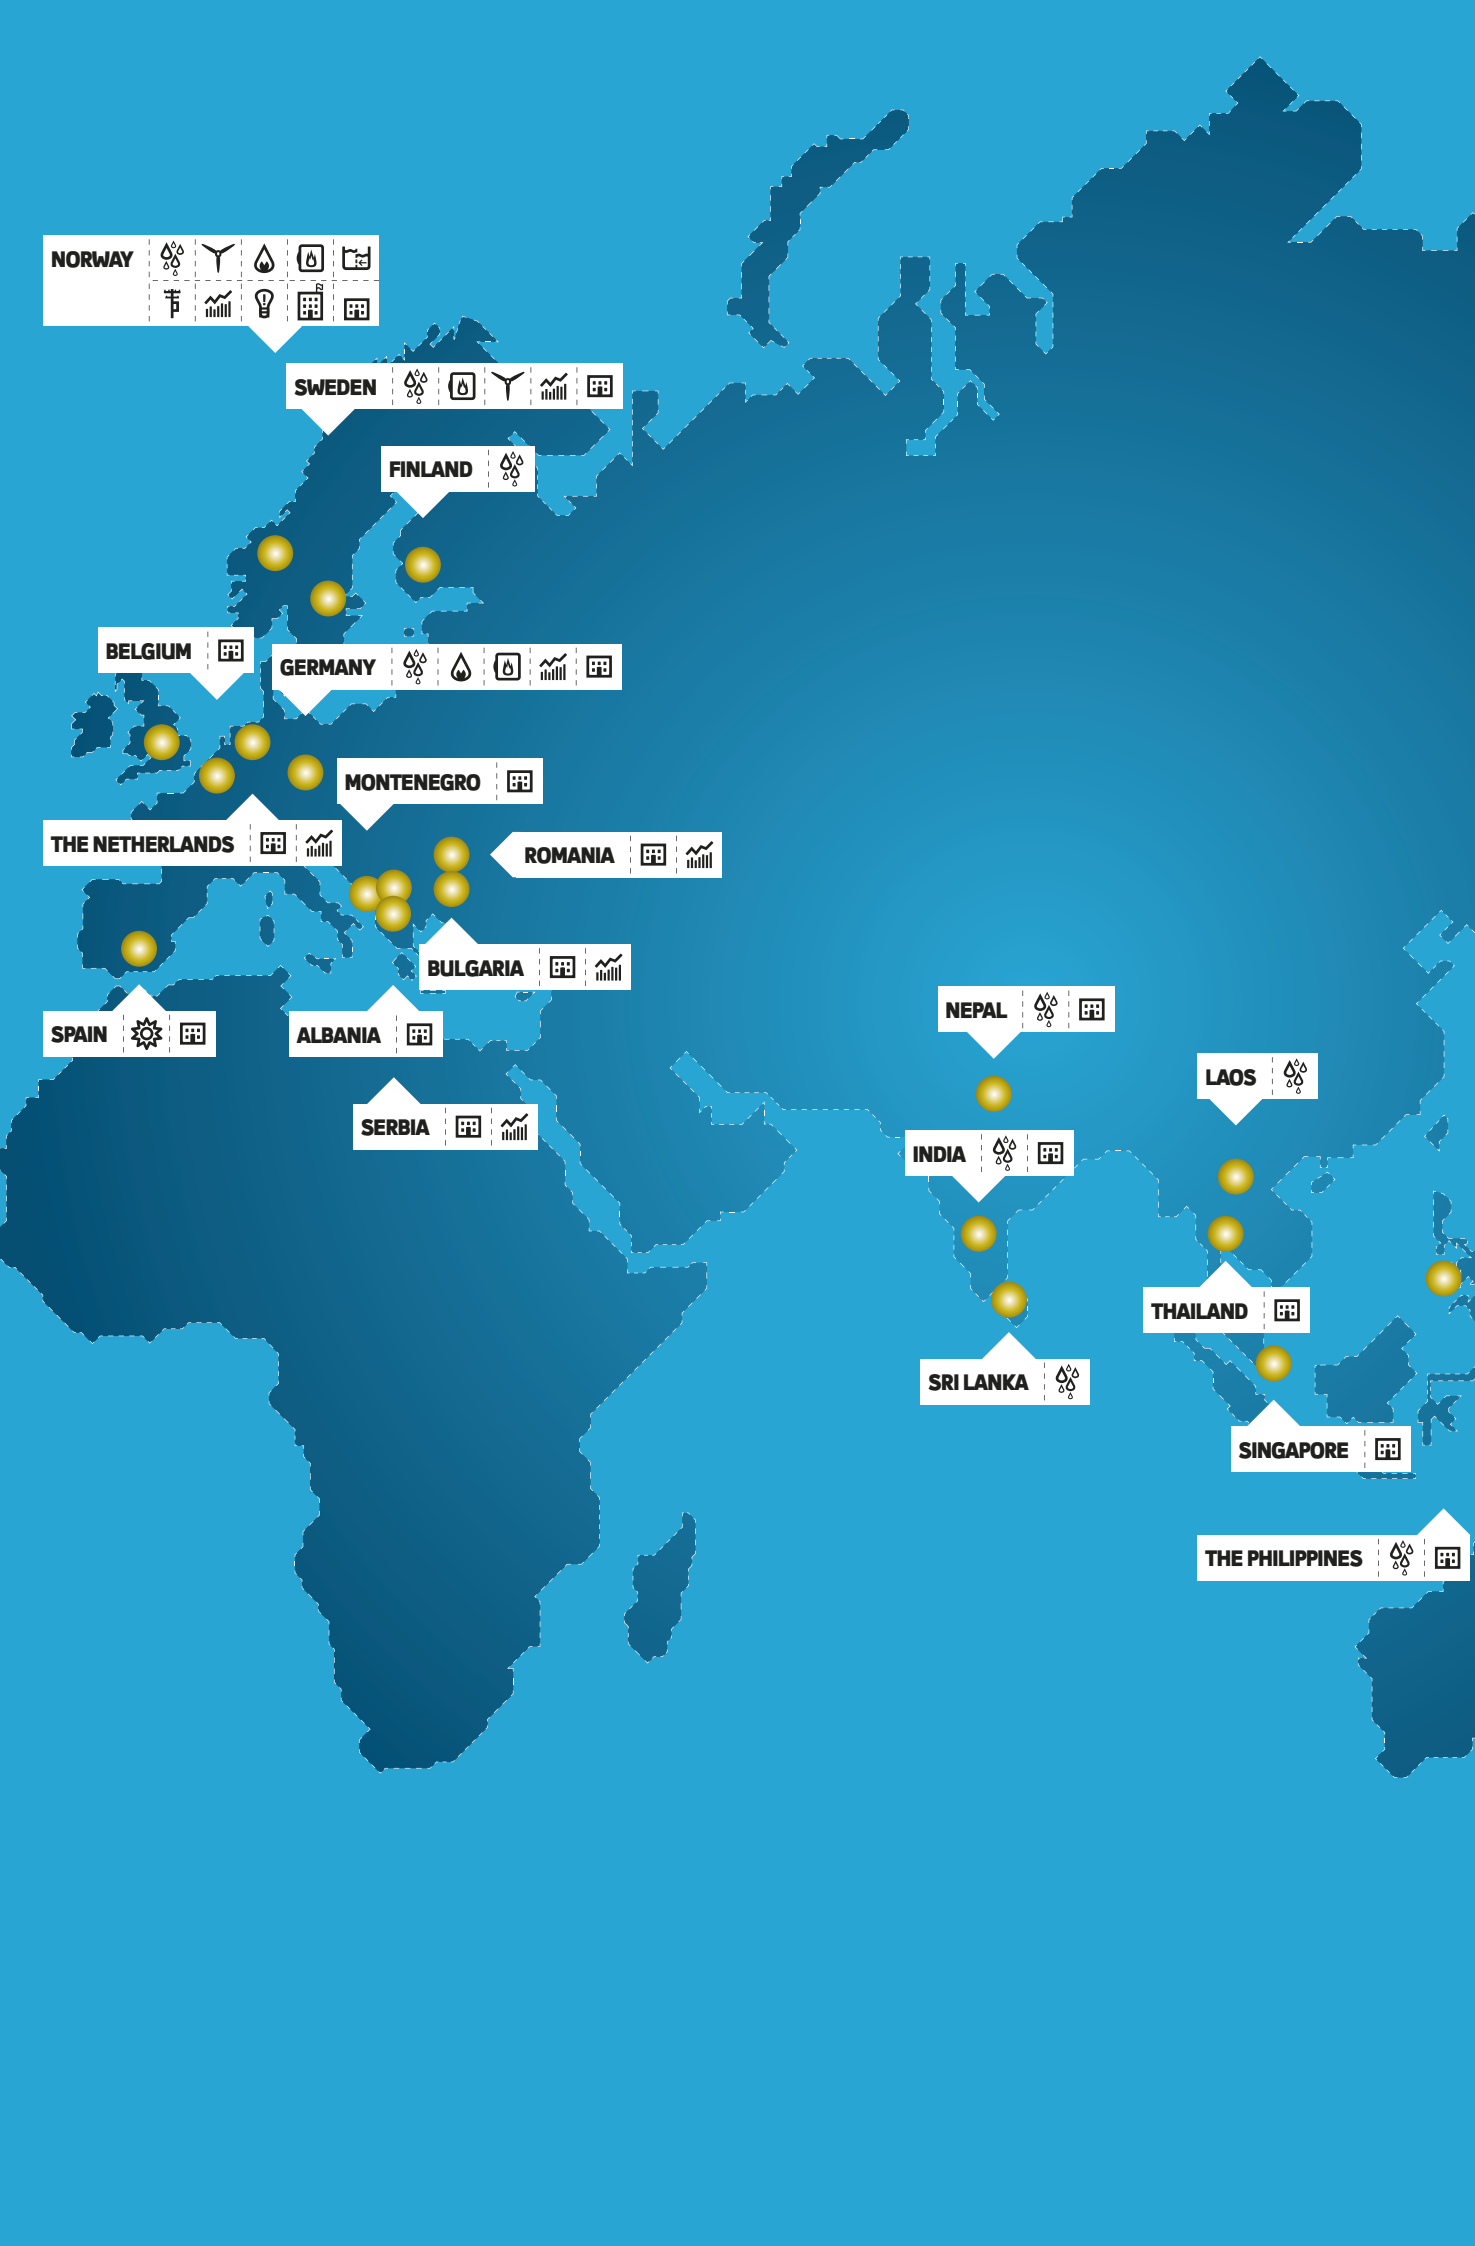 NORWAY
SWEDEN
FINLAND
BELGIUM
GERMANY
MONTENEGRO
THE NETHERLANDS
ROMANIA
BULGARIA
SPAIN
ALBANIA
SERBIA
NEPAL
LAOS
INDIA
THAILAND
SRI LANKA
SINGAPORE
THE PHILIPPINES